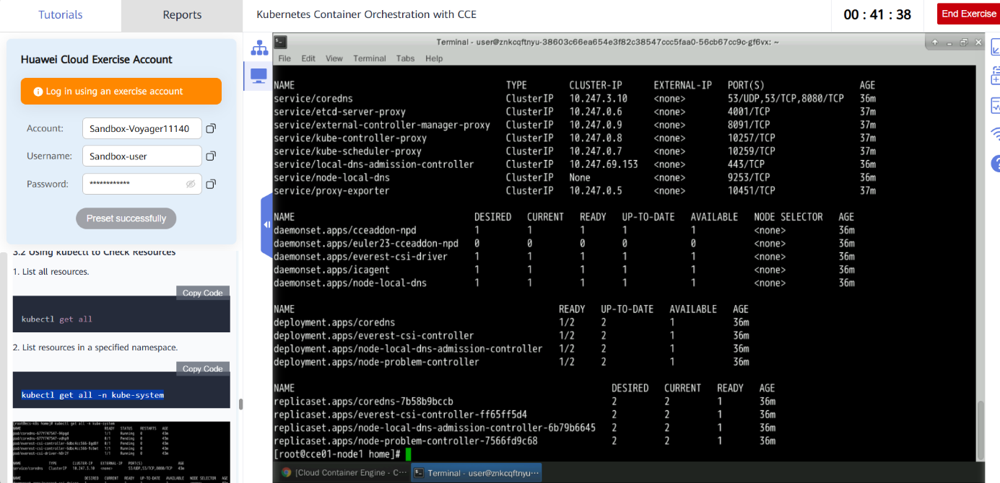 Tutorials Reports Kubernetes Container Orchestration with CCE 00 : 41 : 38 End Exercise
Huawei Cloud Exercise Account
Log in using an exercise account
Account: Sandbox-Voyager11140
Username: Sandbox-user
Password: ************
Preset successfully
3.2 Using kubectl to Check Resources
1. List all resources.
Copy Code
kubectl get all
2. List resources in a specified namespace.
Copy Code
kubectl get all -n kube-system
Terminal - user@znkcqftnyu-38603c66ea654e3f82c38547ccc5faa0-56cb67cc9c-gf6vx: ~
File Edit View Terminal Tabs Help
NAME TYPE CLUSTER-IP EXTERNAL-IP PORT(S) AGE
service/coredns ClusterIP 10.247.3.10 <none> 53/UDP,53/TCP,8080/TCP 36m
service/etcd-server-proxy ClusterIP 10.247.0.6 <none> 4001/TCP 37m
service/external-controller-manager-proxy ClusterIP 10.247.0.9 <none> 8091/TCP 37m
service/kube-controller-proxy ClusterIP 10.247.0.8 <none> 10257/TCP 37m
service/kube-scheduler-proxy ClusterIP 10.247.0.7 <none> 10259/TCP 37m
service/local-dns-admission-controller ClusterIP 10.247.69.153 <none> 443/TCP 36m
service/node-local-dns ClusterIP None <none> 9253/TCP 36m
service/proxy-exporter ClusterIP 10.247.0.5 <none> 10451/TCP 37m
NAME DESIRED CURRENT READY UP-TO-DATE AVAILABLE NODE SELECTOR AGE
daemonset.apps/cceaddon-npd 1 1 1 1 1 <none> 36m
daemonset.apps/euler23-cceaddon-npd 0 0 0 0 0 <none> 36m
daemonset.apps/everest-csi-driver 1 1 1 1 1 <none> 36m
daemonset.apps/icagent 1 1 1 1 1 <none> 36m
daemonset.apps/node-local-dns 1 1 1 1 1 <none> 36m
NAME READY UP-TO-DATE AVAILABLE AGE
deployment.apps/coredns 1/2 2 1 36m
deployment.apps/everest-csi-controller 1/2 2 1 36m
deployment.apps/node-local-dns-admission-controller 1/2 2 1 36m
deployment.apps/node-problem-controller 1/2 2 1 36m
NAME DESIRED CURRENT READY AGE
replicaset.apps/coredns-7b58b9bccb 2 2 1 36m
replicaset.apps/everest-csi-controller-ff65ff5d4 2 2 1 36m
replicaset.apps/node-local-dns-admission-controller-6b79b6645 2 2 1 36m
replicaset.apps/node-problem-controller-7566fd9c68 2 2 1 36m
[root@cce01-node1 home]#
[Cloud Container Engine - C··· Terminal - user@znkcqftnyu···